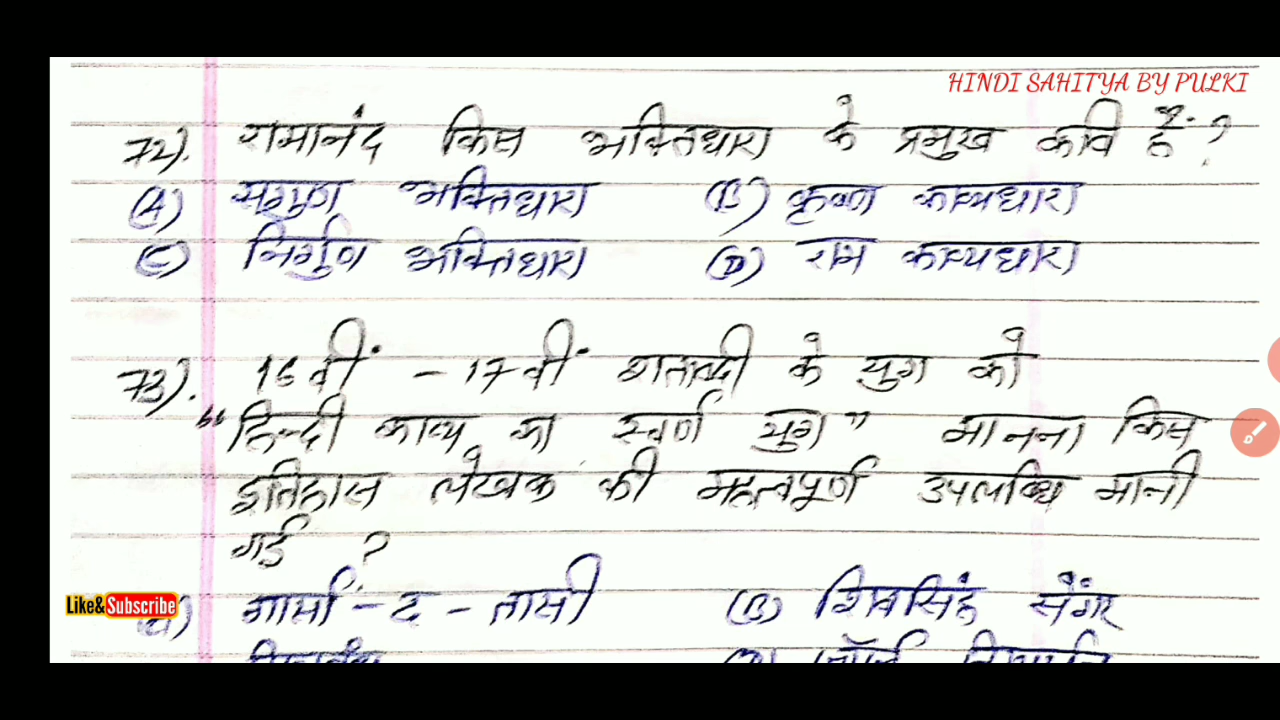 HINDI SAHITYA BY PULKI
72). रामानंद किस भक्तिधारा के प्रमुख कवि हैं ?
(A) सगुण भक्तिधारा (B) कृष्ण काव्यधारा
(C) निर्गुण भक्तिधारा (D) राम काव्यधारा
73). 16वीं - 17वीं शताब्दी के युग को
"हिन्दी काव्य का स्वर्ण युग" मानना किस
इतिहास लेखक की महत्वपूर्ण उपलब्धि मानी
गई ?
Like& Subscribe
(A) गार्सा - द - तासी (B) शिवसिंह सेंगर